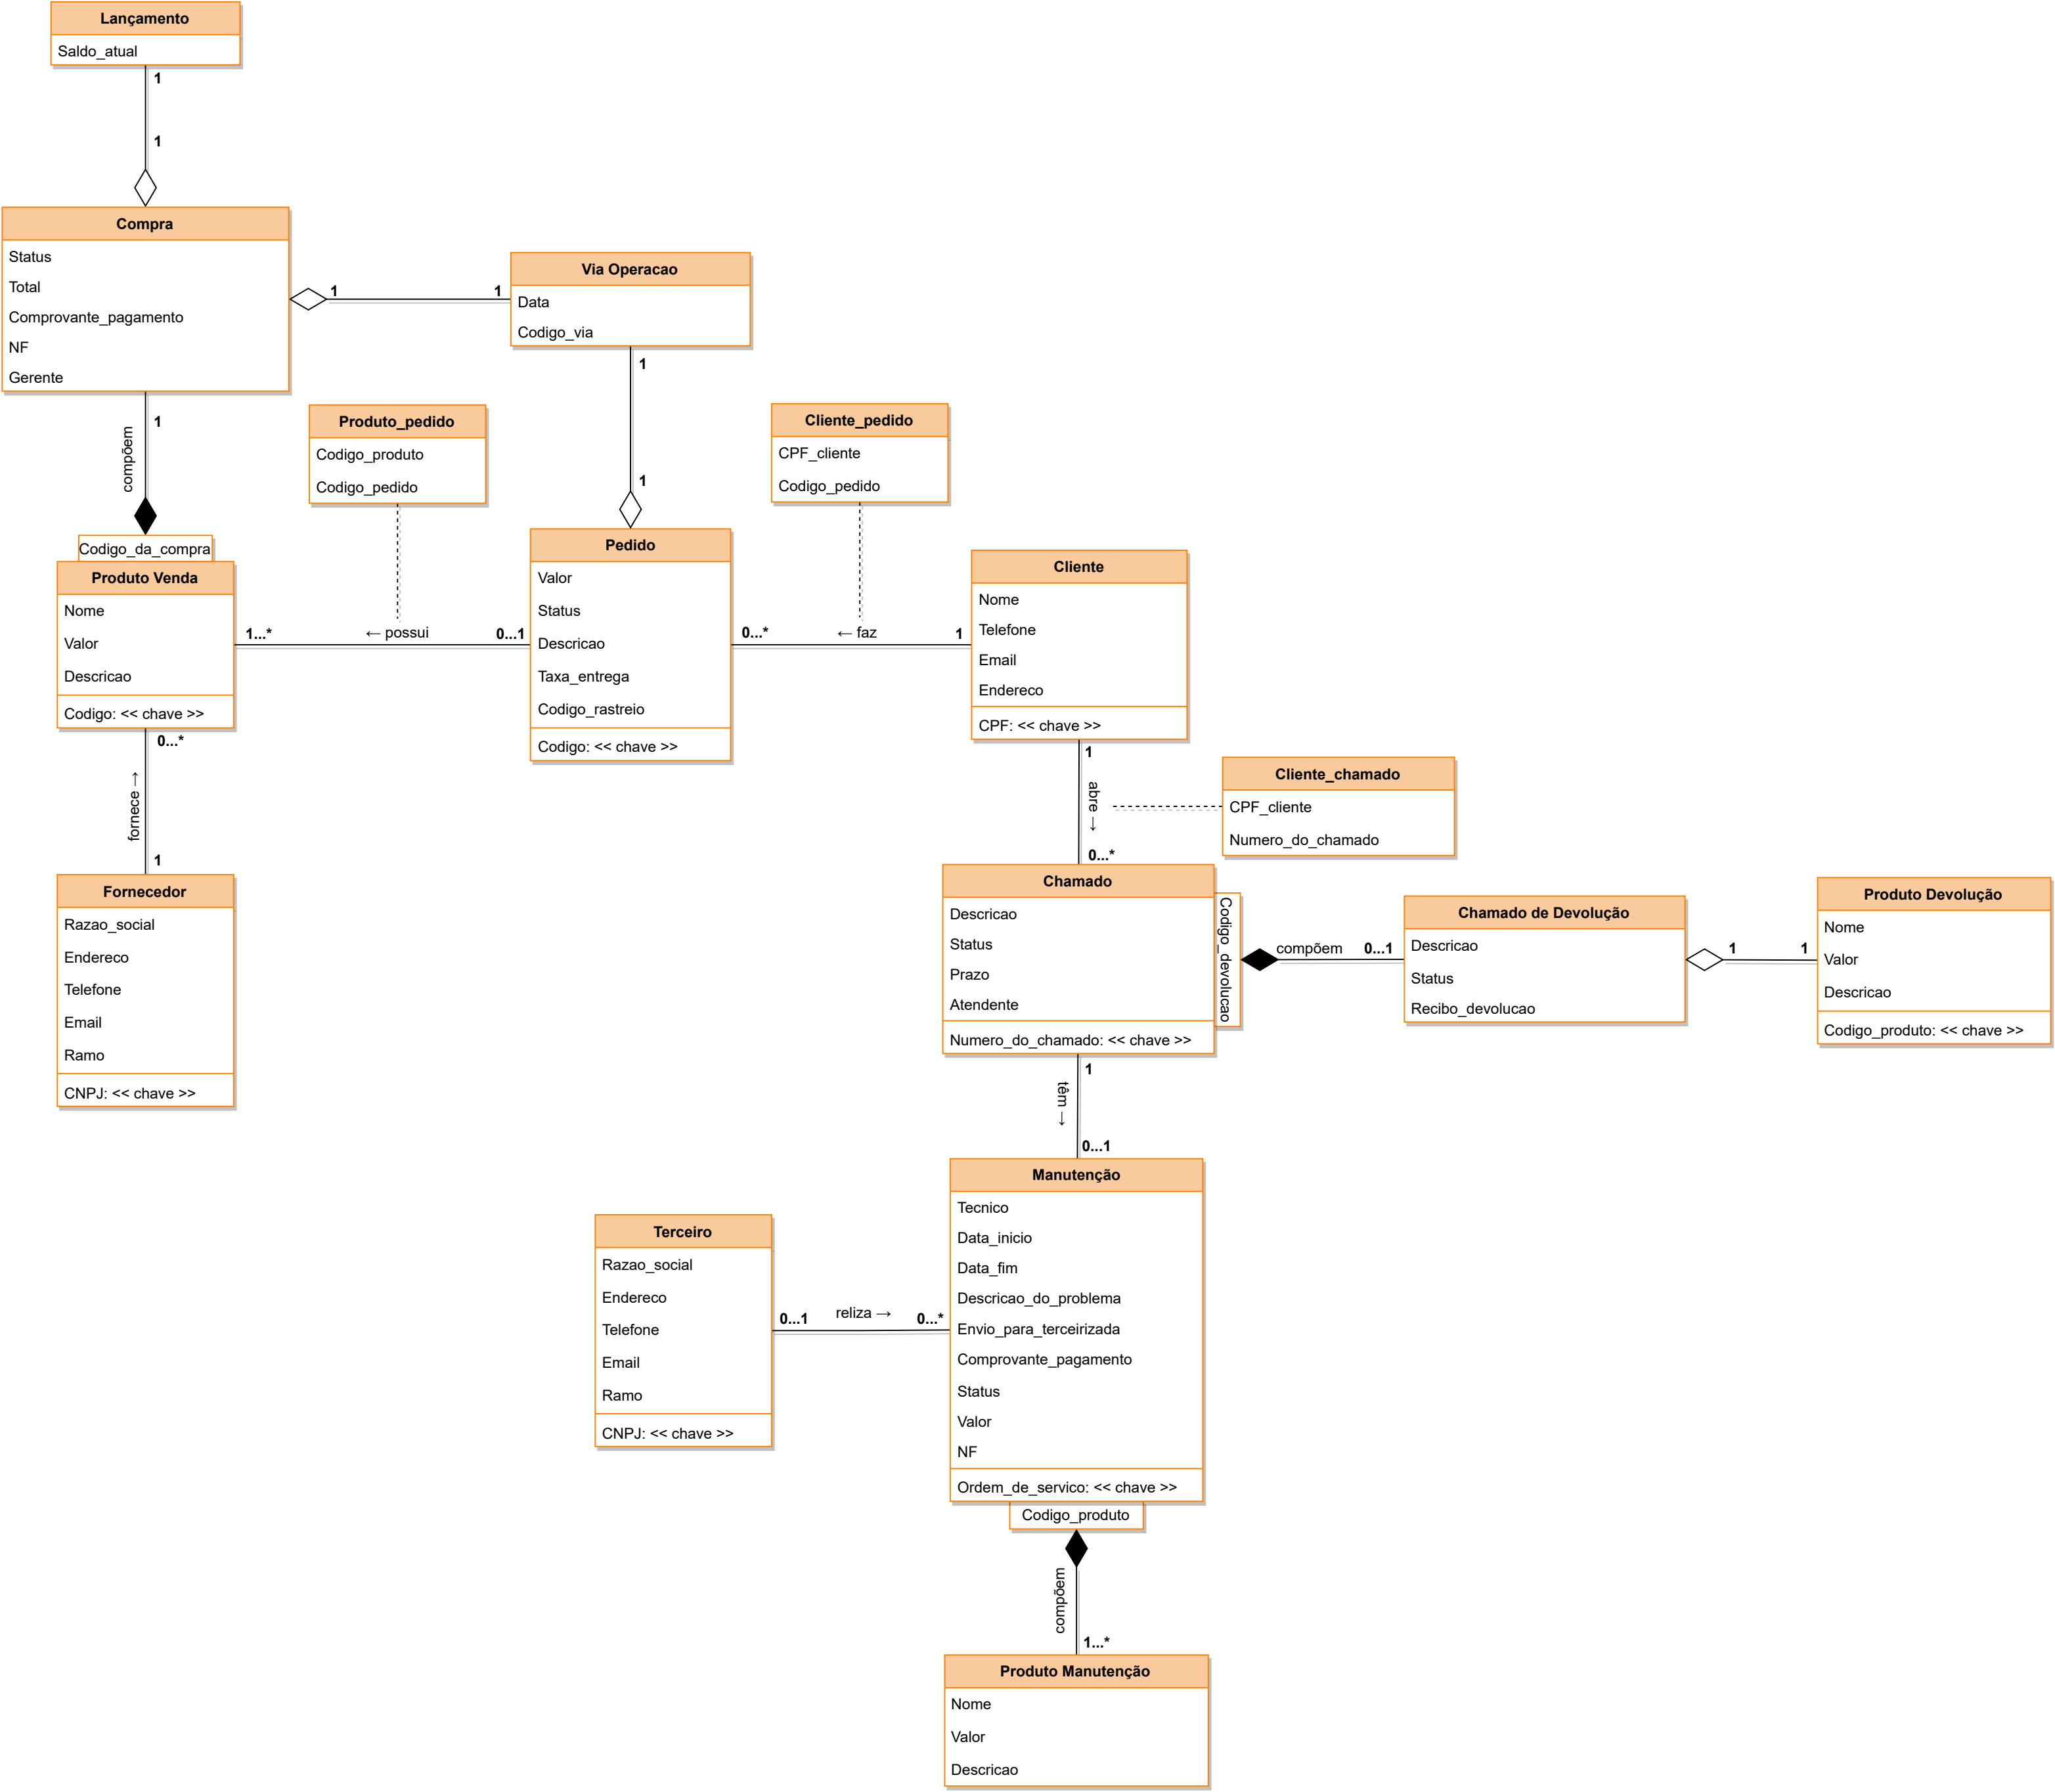 Lançamento
Saldo_atual
1
1
Compra
Status
Total
Comprovante_pagamento
NF
Gerente
1
1
Via Operacao
Data
Codigo_via
1
compõem
1
Produto_pedido
Codigo_produto
Codigo_pedido
Cliente_pedido
CPF_cliente
Codigo_pedido
1
Codigo_da_compra
Produto Venda
Nome
Valor
Descricao
Codigo: << chave >>
1...*
← possui
0...1
Pedido
Valor
Status
Descricao
Taxa_entrega
Codigo_rastreio
Codigo: << chave >>
0...*
← faz
1
Cliente
Nome
Telefone
Email
Endereco
CPF: << chave >>
0...*
fornece →
1
Fornecedor
Razao_social
Endereco
Telefone
Email
Ramo
CNPJ: << chave >>
1
abre →
0...*
Cliente_chamado
CPF_cliente
Numero_do_chamado
Chamado
Descricao
Status
Prazo
Atendente
Numero_do_chamado: << chave >>
Codigo_devolucao
compõem
0...1
Chamado de Devolução
Descricao
Status
Recibo_devolucao
1
1
Produto Devolução
Nome
Valor
Descricao
Codigo_produto: << chave >>
1
têm →
0...1
Manutenção
Tecnico
Data_inicio
Data_fim
Descricao_do_problema
Envio_para_terceirizada
Comprovante_pagamento
Status
Valor
NF
Ordem_de_servico: << chave >>
Terceiro
Razao_social
Endereco
Telefone
Email
Ramo
CNPJ: << chave >>
0...1
reliza →
0...*
Codigo_produto
compõem
1...*
Produto Manutenção
Nome
Valor
Descricao